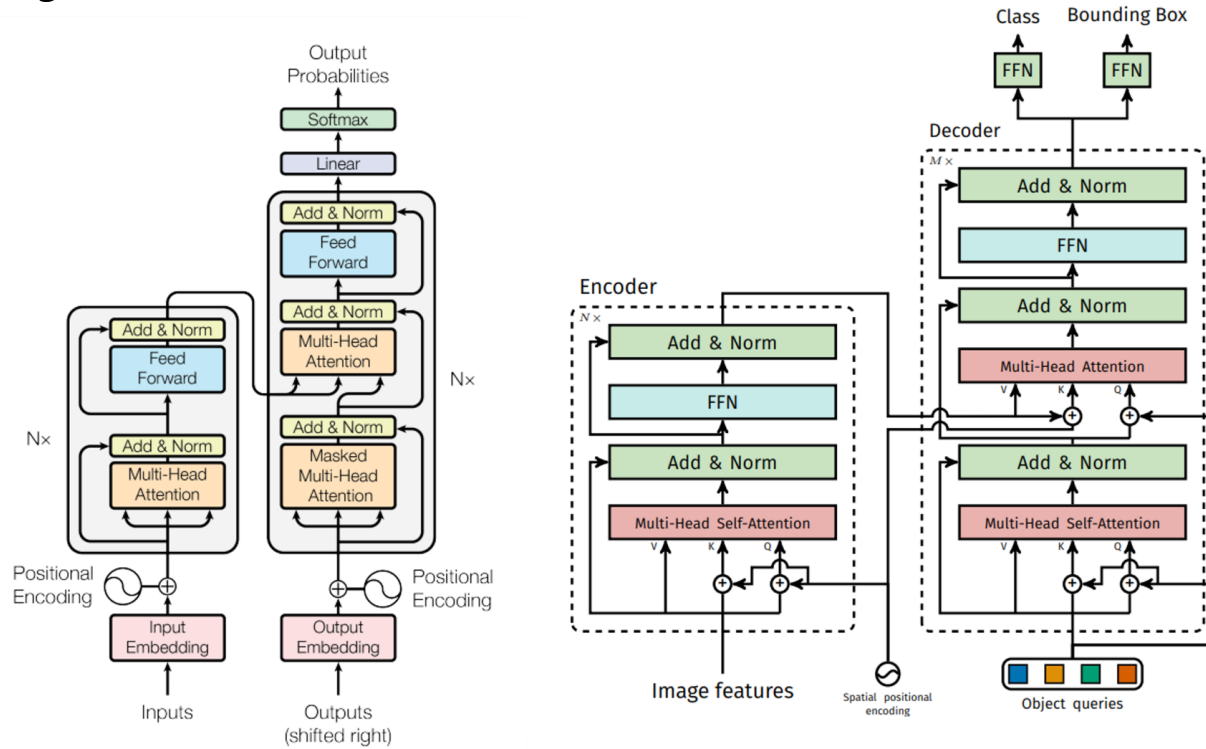 Output
Probabilities
Softmax
Linear
Add & Norm
Feed
Forward
Add & Norm
Multi-Head
Attention
Add & Norm
Masked
Multi-Head
Attention
Nx
Add & Norm
Feed
Forward
Add & Norm
Multi-Head
Attention
Nx
Positional
Encoding
Positional
Encoding
Input
Embedding
Output
Embedding
Inputs
Outputs
(shifted right)
Class
Bounding Box
FFN
FFN
Decoder
M×
Add & Norm
FFN
Add & Norm
Multi-Head Attention
V
K
Q
Add & Norm
Multi-Head Self-Attention
V
K
Q
Object queries
Encoder
N×
Add & Norm
FFN
Add & Norm
Multi-Head Self-Attention
V
K
Q
Image features
Spatial positional
encoding